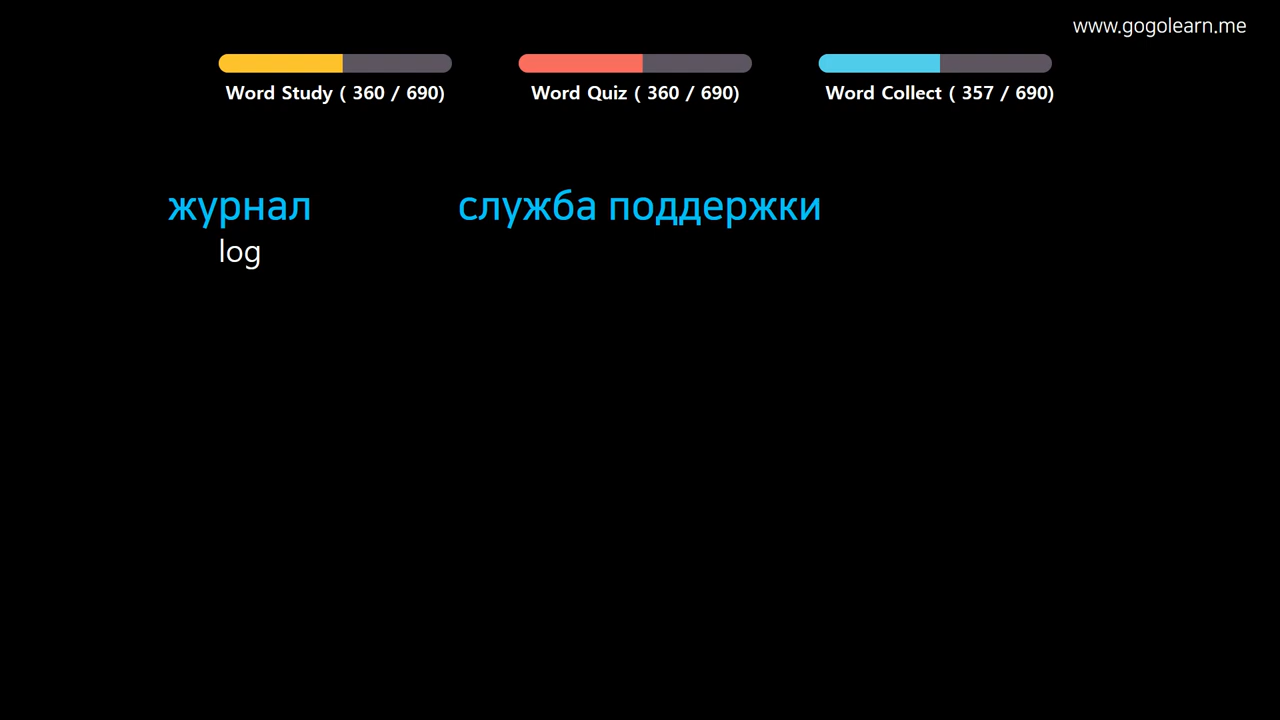 www.gogolearn.me
Word Study ( 360 / 690)
Word Quiz ( 360 / 690)
Word Collect ( 357 / 690)
журнал
служба поддержки
log